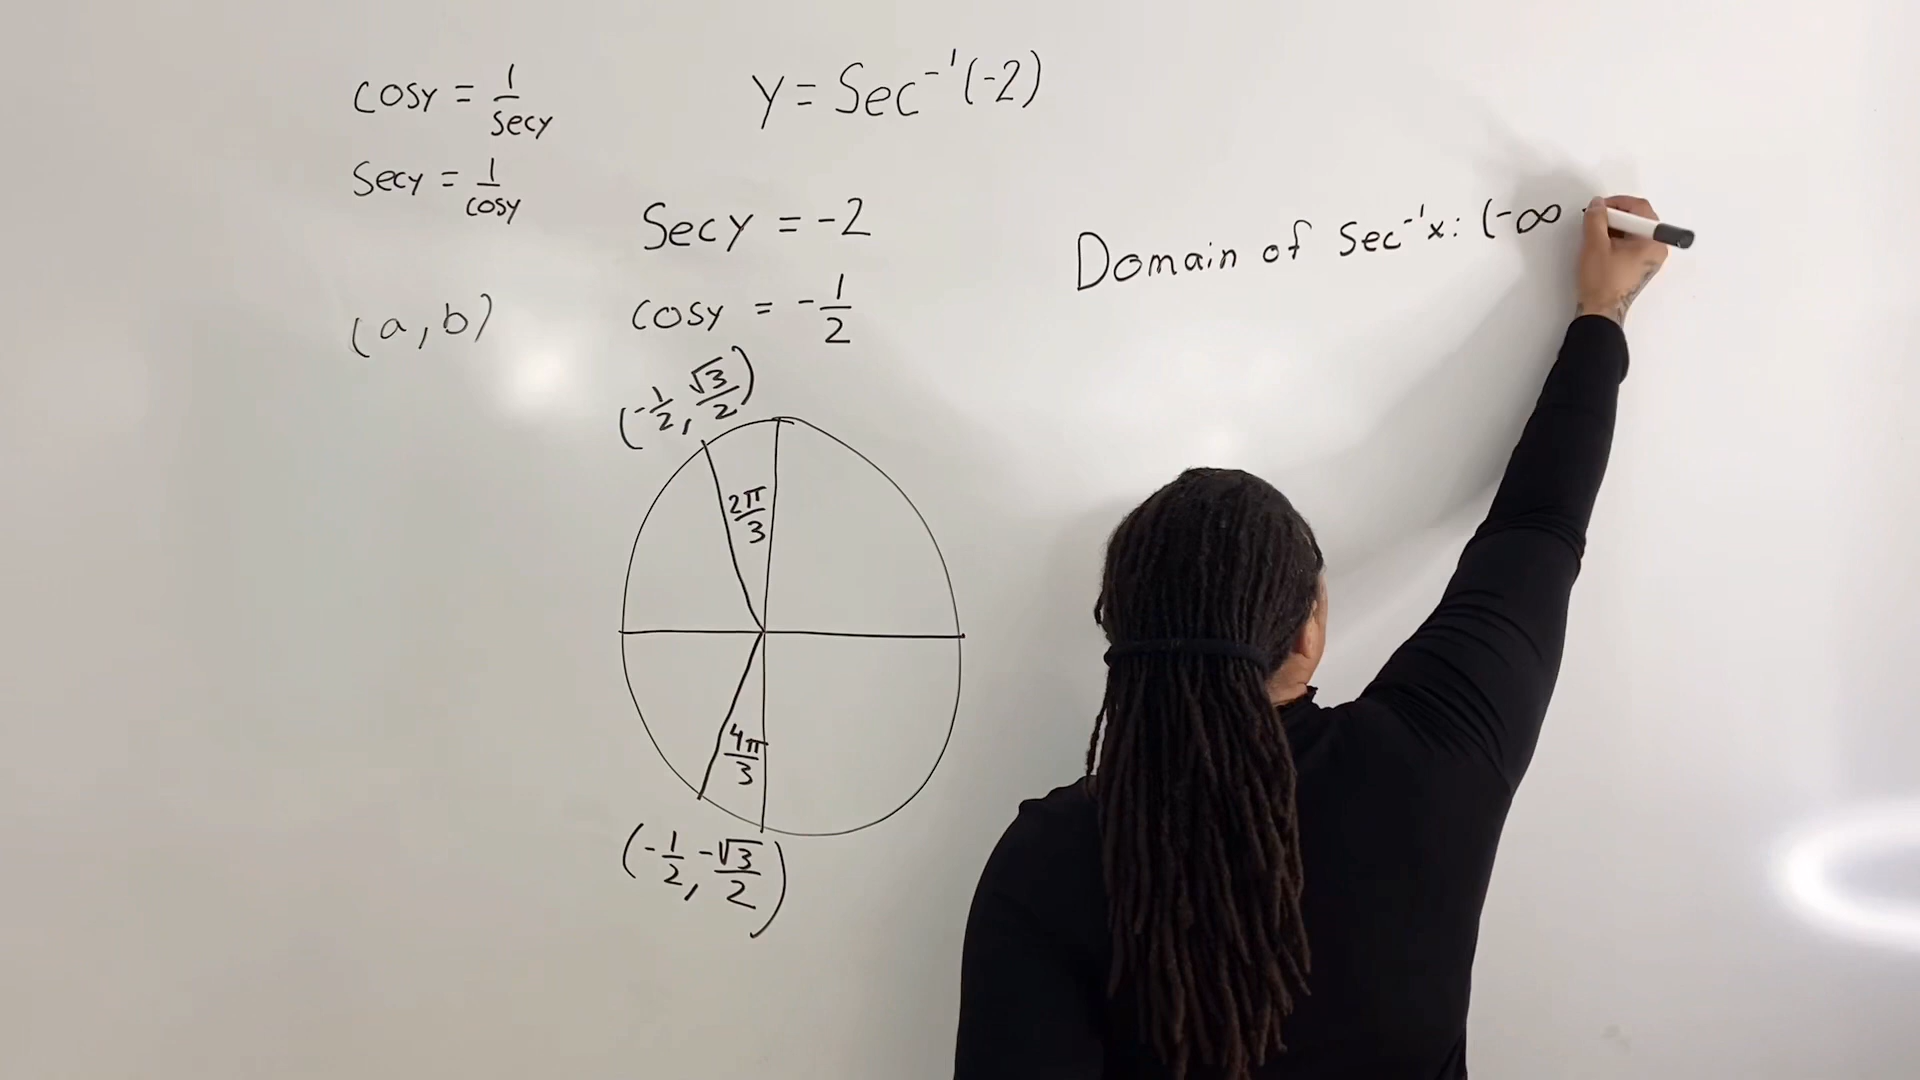 cosy = 1/secy
secy = 1/cosy
(a, b)
y = Sec⁻¹(-2)
Secy = -2
cosy = -1/2
(-1/2, √3/2)
2π/3
4π/3
(-1/2, -√3/2)
Domain of Sec⁻¹x: (-∞